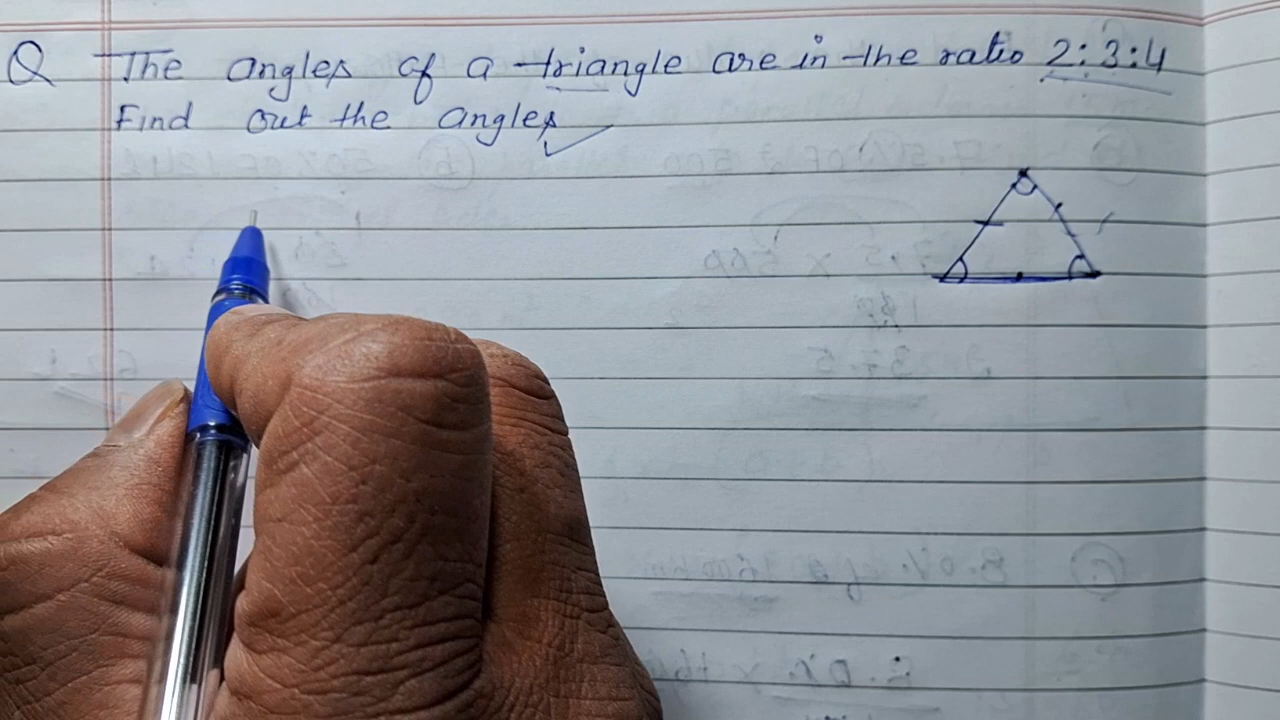 Q The angles of a triangle are in the ratio 2:3:4
Find out the angles